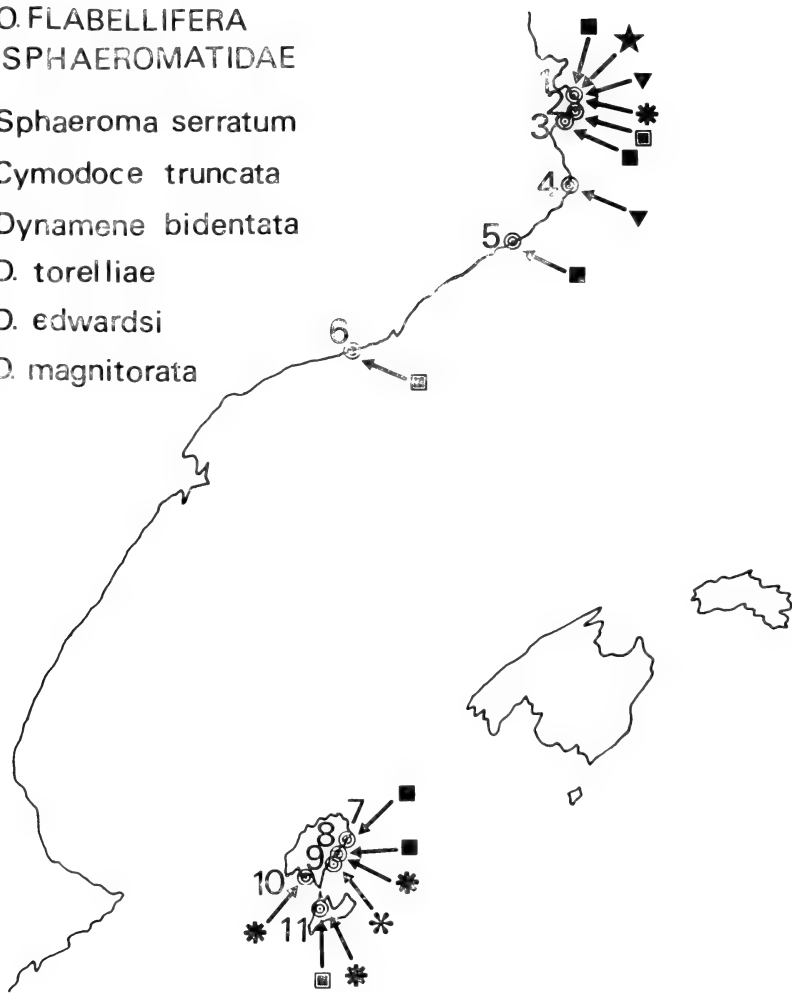 O. FLABELLIFERA
SPHAEROMATIDAE
Sphaeroma serratum
Cymodoce truncata
Dynamene bidentata
D. torelliae
D. edwardsi
D. magnitorata
1
2
3
4
5
6
7
8
9
10
11